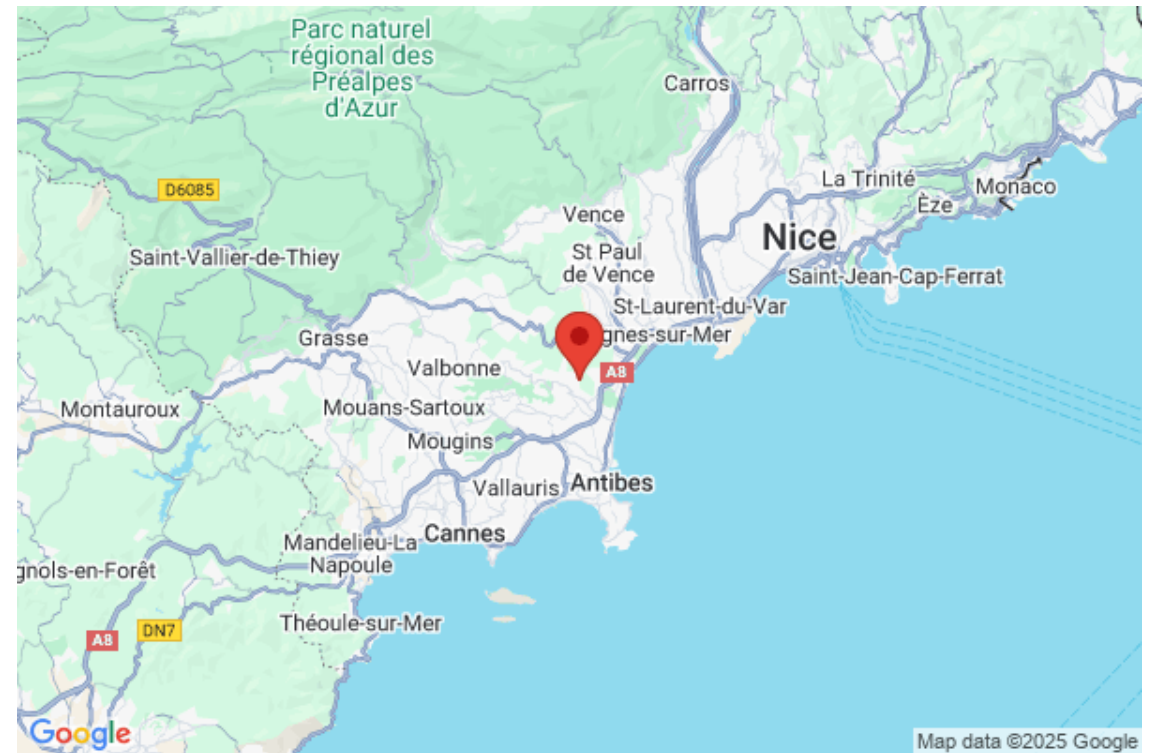 Parc naturel
régional des
Préalpes
d'Azur
Carros
D6085
La Trinité
Monaco
Èze
Vence
Nice
Saint-Vallier-de-Thiey
St Paul
de Vence
Saint-Jean-Cap-Ferrat
St-Laurent-du-Var
Grasse
gnes-sur-Mer
Valbonne
A8
Montauroux
Mouans-Sartoux
Mougins
Vallauris
Antibes
Cannes
Mandelieu-La
Napoule
gnols-en-Forêt
Théoule-sur-Mer
A8
DN7
Google
Map data ©2025 Google